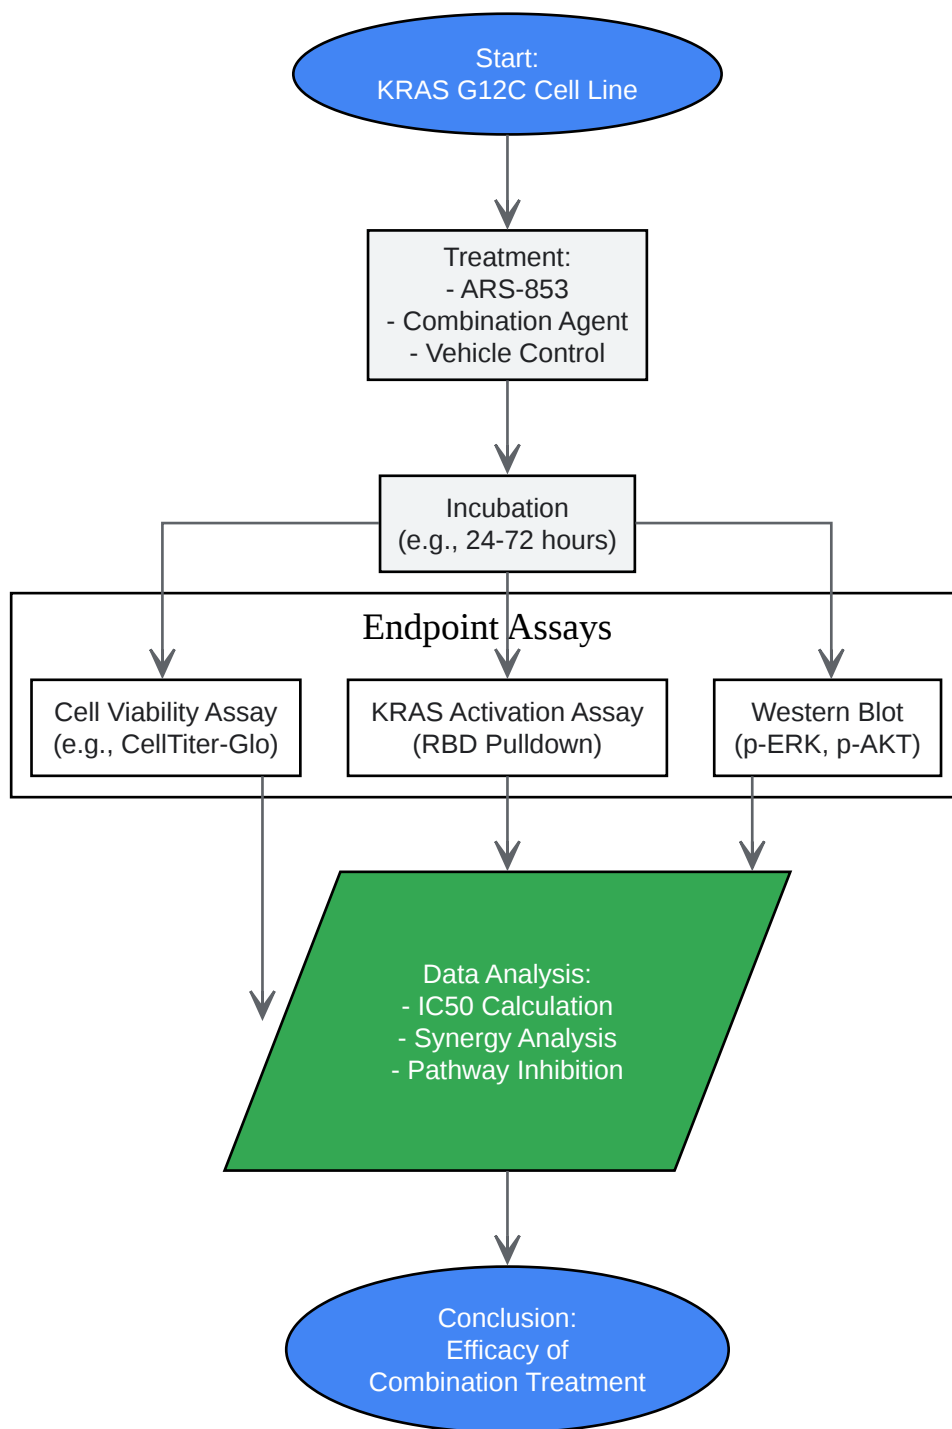 Start:
KRAS G12C Cell Line
Treatment:
- ARS-853
- Combination Agent
- Vehicle Control
Incubation
(e.g., 24-72 hours)
Endpoint Assays
Cell Viability Assay
(e.g., CellTiter-Glo)
KRAS Activation Assay
(RBD Pulldown)
Western Blot
(p-ERK, p-AKT)
Data Analysis:
- IC50 Calculation
- Synergy Analysis
- Pathway Inhibition
Conclusion:
Efficacy of
Combination Treatment